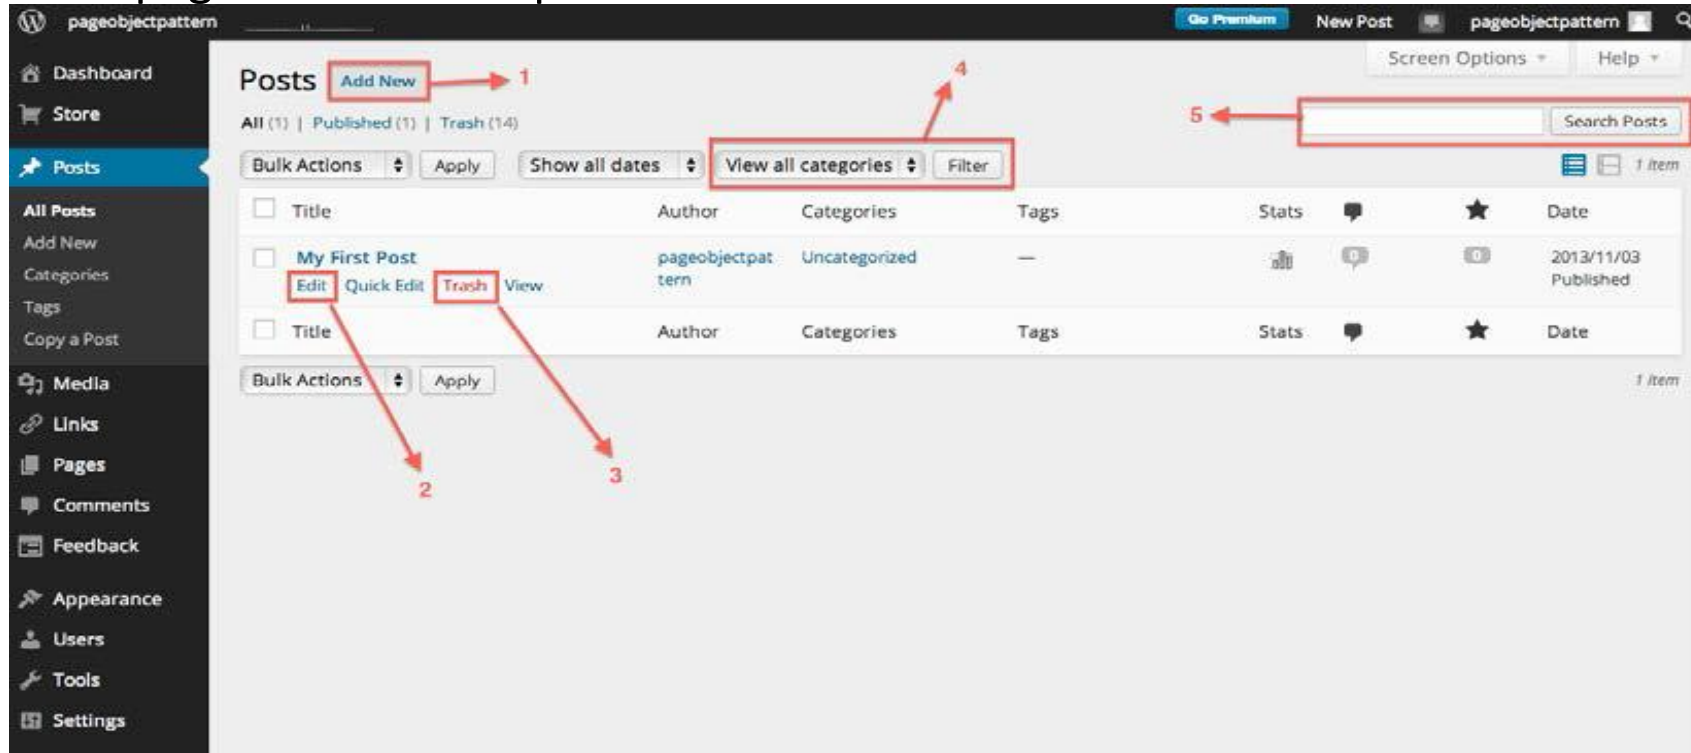 pageobjectpattern
Go Premium
New Post
pageobjectpattern
Dashboard
Store
Posts
All Posts
Add New
Categories
Tags
Copy a Post
Media
Links
Pages
Comments
Feedback
Appearance
Users
Tools
Settings
Screen Options
Help
Posts Add New 1
4
5
Search Posts
All (1) | Published (1) | Trash (14)
Bulk Actions Apply Show all dates View all categories Filter 1 item
Title Author Categories Tags Stats Date
My First Post pageobjectpat Uncategorized — 0 0 2013/11/03
Edit Quick Edit Trash View tern Published
Title Author Categories Tags Stats Date
Bulk Actions Apply 1 item
2
3